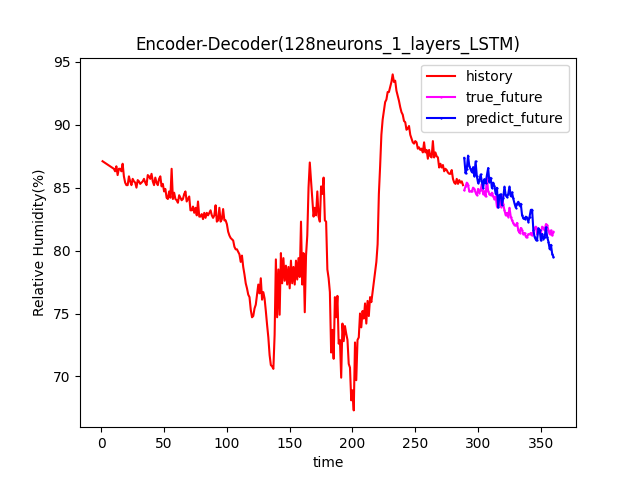 Encoder-Decoder(128neurons_1_layers_LSTM)
history
true_future
predict_future
95
90
85
80
75
70
Relative Humidity(%)
0
50
100
150
200
250
300
350
time